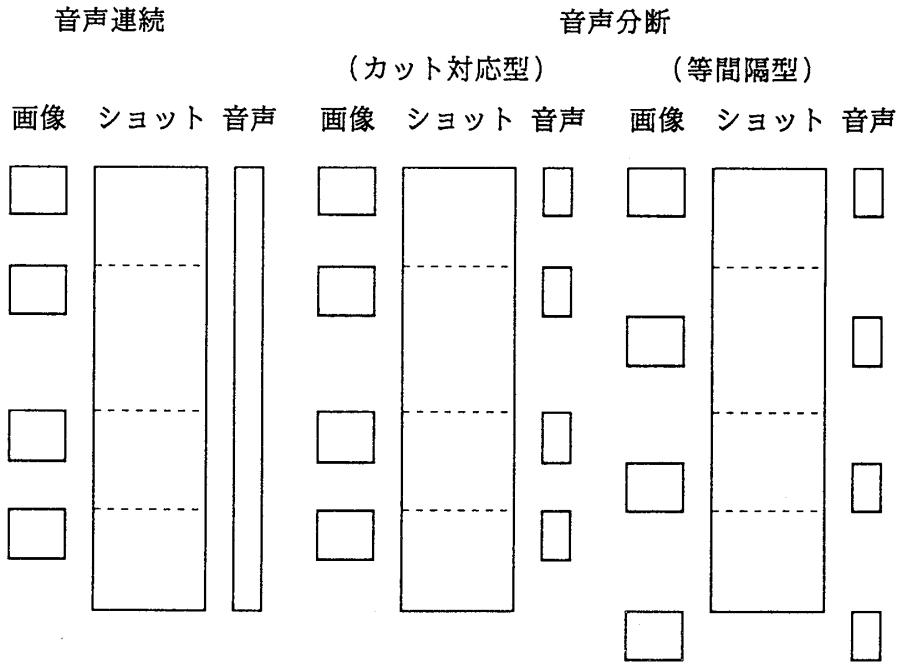 音声連続 音声分断
（カット対応型） （等間隔型）
画像 ショット 音声 画像 ショット 音声 画像 ショット 音声